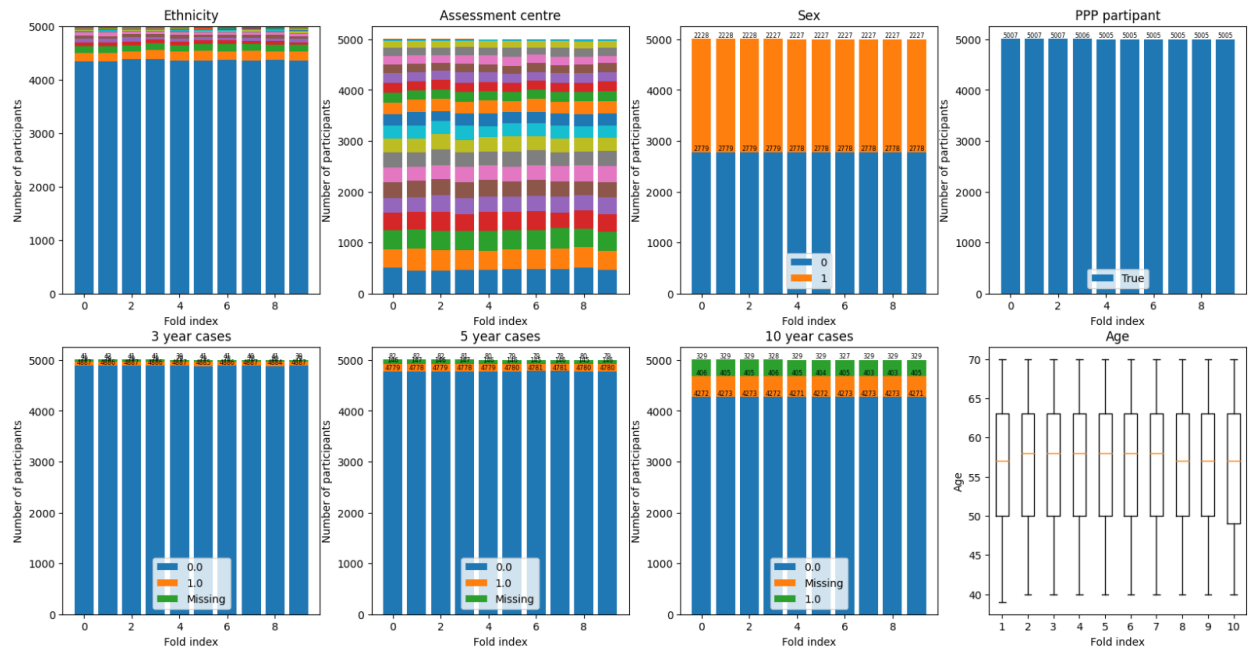 Ethnicity
Number of participants
5000
4000
3000
2000
1000
0
0 2 4 6 8
Fold index
Assessment centre
Number of participants
5000
4000
3000
2000
1000
0
0 2 4 6 8
Fold index
Sex
Number of participants
5000
4000
3000
2000
1000
0
2228 2228 2228 2227 2227 2227 2227 2227 2227 2227
2779 2779 2779 2779 2778 2778 2778 2778 2778 2778
0
1
0 2 4 6 8
Fold index
PPP partipant
Number of participants
5000
4000
3000
2000
1000
0
5007 5007 5007 5006 5005 5005 5005 5005 5005 5005
True
0 2 4 6 8
Fold index
3 year cases
Number of participants
5000
4000
3000
2000
1000
0
0.0
1.0
Missing
0 2 4 6 8
Fold index
5 year cases
Number of participants
5000
4000
3000
2000
1000
0
4779 4778 4779 4778 4779 4780 4781 4781 4780 4780
0.0
1.0
Missing
0 2 4 6 8
Fold index
10 year cases
Number of participants
5000
4000
3000
2000
1000
0
329 329 329 328 329 329 327 329 329 329
406 405 405 406 405 404 405 403 403 405
4272 4273 4273 4272 4271 4272 4273 4273 4273 4271
0.0
Missing
1.0
0 2 4 6 8
Fold index
Age
Age
70
65
60
55
50
45
40
1 2 3 4 5 6 7 8 9 10
Fold index